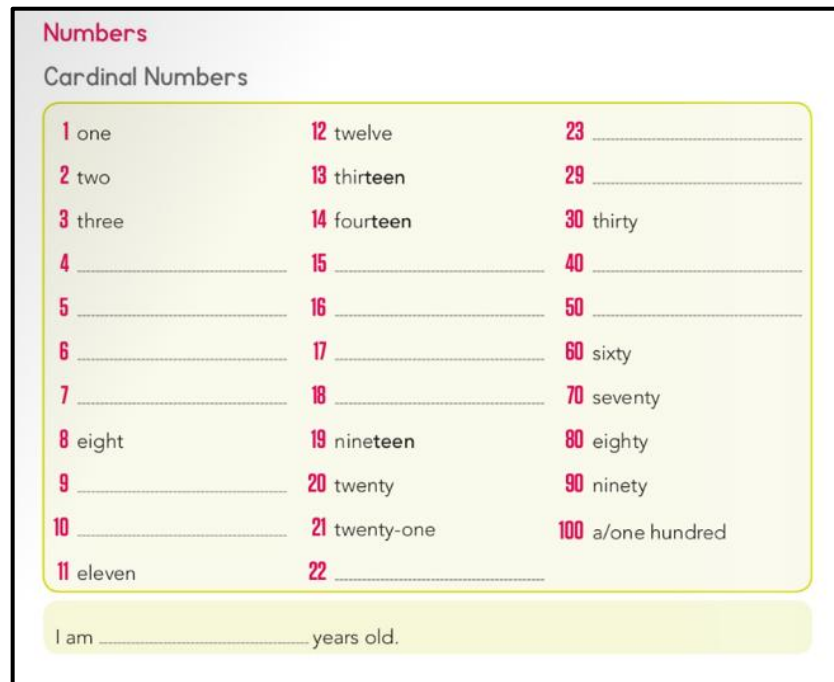 Numbers
Cardinal Numbers
1 one
2 two
3 three
4
5
6
7
8 eight
9
10
11 eleven
12 twelve
13 thirteen
14 fourteen
15
16
17
18
19 nineteen
20 twenty
21 twenty-one
22
23
29
30 thirty
40
50
60 sixty
70 seventy
80 eighty
90 ninety
100 a/one hundred
I am ____________ years old.